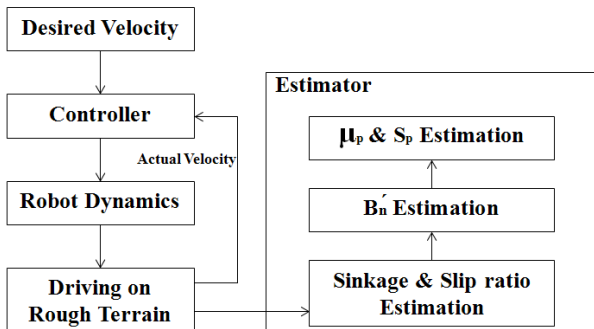 Desired Velocity
Controller
Actual Velocity
Robot Dynamics
Driving on
Rough Terrain
Estimator
μp & Sp Estimation
Bń Estimation
Sinkage & Slip ratio
Estimation